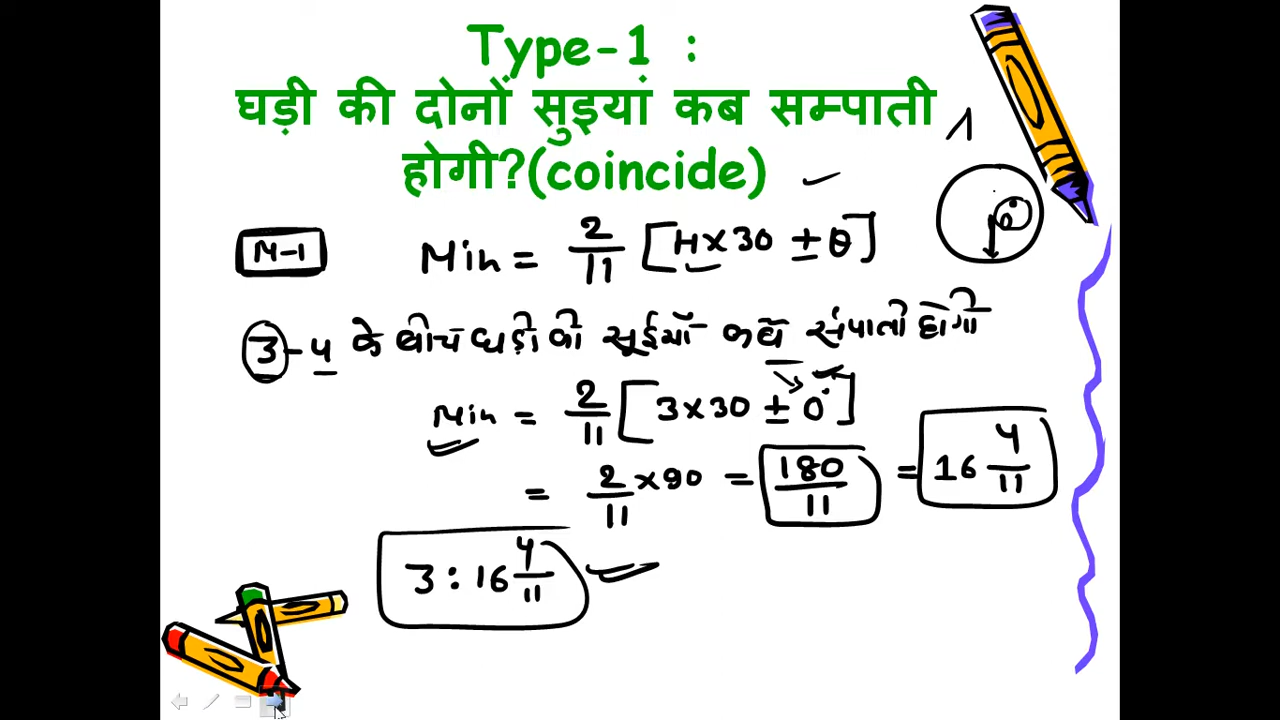 Type-1 :
घड़ी की दोनों सुइयां कब सम्पाती
होगी?(coincide)
1
M-1
Min = 2/11 [H×30 ± θ]
3-4 के बीच घड़ी की सूईयाँ कब संपाती होगी
Min = 2/11 [3×30 ± 0°]
= 2/11 ×90 = 180/11 = 16 4/11
3 : 16 4/11